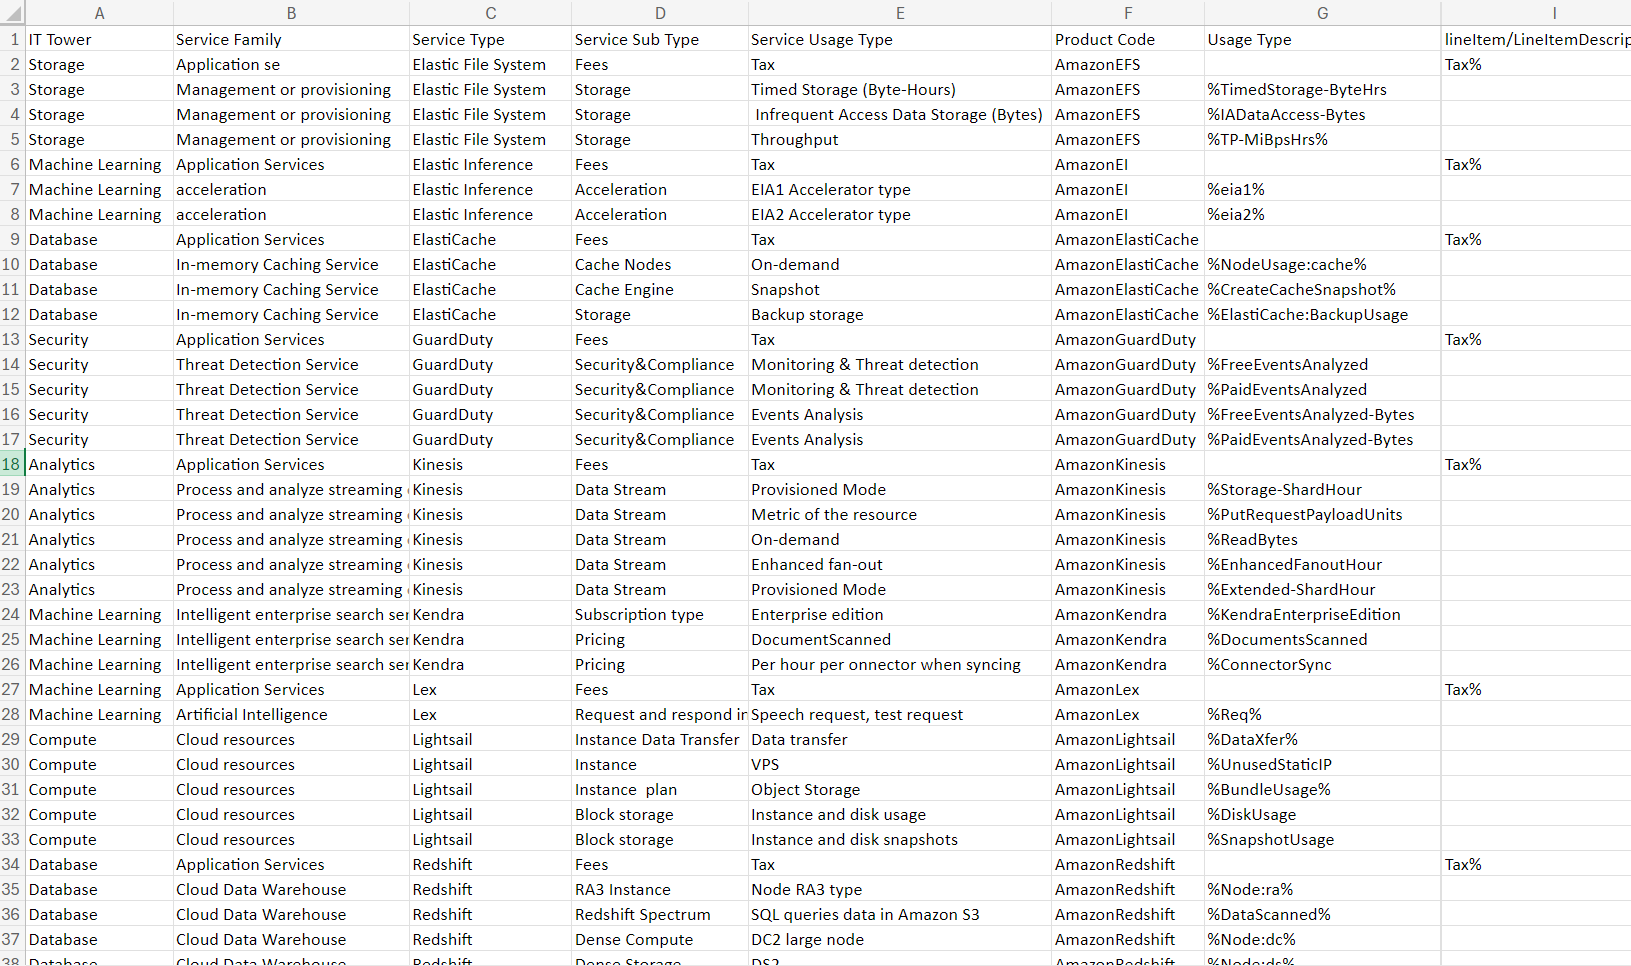 A B C D E F G I
1 IT Tower Service Family Service Type Service Sub Type Service Usage Type Product Code Usage Type lineItem/LineItemDescrip
2 Storage Application se Elastic File System Fees Tax AmazonEFS Tax%
3 Storage Management or provisioning Elastic File System Storage Timed Storage (Byte-Hours) AmazonEFS %TimedStorage-ByteHrs
4 Storage Management or provisioning Elastic File System Storage Infrequent Access Data Storage (Bytes) AmazonEFS %IADataAccess-Bytes
5 Storage Management or provisioning Elastic File System Storage Throughput AmazonEFS %TP-MiBpsHrs%
6 Machine Learning Application Services Elastic Inference Fees Tax AmazonEI Tax%
7 Machine Learning acceleration Elastic Inference Acceleration EIA1 Accelerator type AmazonEI %eia1%
8 Machine Learning acceleration Elastic Inference Acceleration EIA2 Accelerator type AmazonEI %eia2%
9 Database Application Services ElastiCache Fees Tax AmazonElastiCache Tax%
10 Database In-memory Caching Service ElastiCache Cache Nodes On-demand AmazonElastiCache %NodeUsage:cache%
11 Database In-memory Caching Service ElastiCache Cache Engine Snapshot AmazonElastiCache %CreateCacheSnapshot%
12 Database In-memory Caching Service ElastiCache Storage Backup storage AmazonElastiCache %ElastiCache:BackupUsage
13 Security Application Services GuardDuty Fees Tax AmazonGuardDuty Tax%
14 Security Threat Detection Service GuardDuty Security&Compliance Monitoring & Threat detection AmazonGuardDuty %FreeEventsAnalyzed
15 Security Threat Detection Service GuardDuty Security&Compliance Monitoring & Threat detection AmazonGuardDuty %PaidEventsAnalyzed
16 Security Threat Detection Service GuardDuty Security&Compliance Events Analysis AmazonGuardDuty %FreeEventsAnalyzed-Bytes
17 Security Threat Detection Service GuardDuty Security&Compliance Events Analysis AmazonGuardDuty %PaidEventsAnalyzed-Bytes
18 Analytics Application Services Kinesis Fees Tax AmazonKinesis Tax%
19 Analytics Process and analyze streaming Kinesis Data Stream Provisioned Mode AmazonKinesis %Storage-ShardHour
20 Analytics Process and analyze streaming Kinesis Data Stream Metric of the resource AmazonKinesis %PutRequestPayloadUnits
21 Analytics Process and analyze streaming Kinesis Data Stream On-demand AmazonKinesis %ReadBytes
22 Analytics Process and analyze streaming Kinesis Data Stream Enhanced fan-out AmazonKinesis %EnhancedFanoutHour
23 Analytics Process and analyze streaming Kinesis Data Stream Provisioned Mode AmazonKinesis %Extended-ShardHour
24 Machine Learning Intelligent enterprise search ser Kendra Subscription type Enterprise edition AmazonKendra %KendraEnterpriseEdition
25 Machine Learning Intelligent enterprise search ser Kendra Pricing DocumentScanned AmazonKendra %DocumentsScanned
26 Machine Learning Intelligent enterprise search ser Kendra Pricing Per hour per onnector when syncing AmazonKendra %ConnectorSync
27 Machine Learning Application Services Lex Fees Tax AmazonLex Tax%
28 Machine Learning Artificial Intelligence Lex Request and respond in Speech request, test request AmazonLex %Req%
29 Compute Cloud resources Lightsail Instance Data Transfer Data transfer AmazonLightsail %DataXfer%
30 Compute Cloud resources Lightsail Instance VPS AmazonLightsail %UnusedStaticIP
31 Compute Cloud resources Lightsail Instance plan Object Storage AmazonLightsail %BundleUsage%
32 Compute Cloud resources Lightsail Block storage Instance and disk usage AmazonLightsail %DiskUsage
33 Compute Cloud resources Lightsail Block storage Instance and disk snapshots AmazonLightsail %SnapshotUsage
34 Database Application Services Redshift Fees Tax AmazonRedshift Tax%
35 Database Cloud Data Warehouse Redshift RA3 Instance Node RA3 type AmazonRedshift %Node:ra%
36 Database Cloud Data Warehouse Redshift Redshift Spectrum SQL queries data in Amazon S3 AmazonRedshift %DataScanned%
37 Database Cloud Data Warehouse Redshift Dense Compute DC2 large node AmazonRedshift %Node:dc%
38 Database Cloud Data Warehouse Redshift Dense Storage DS2 AmazonRedshift %Node:ds%